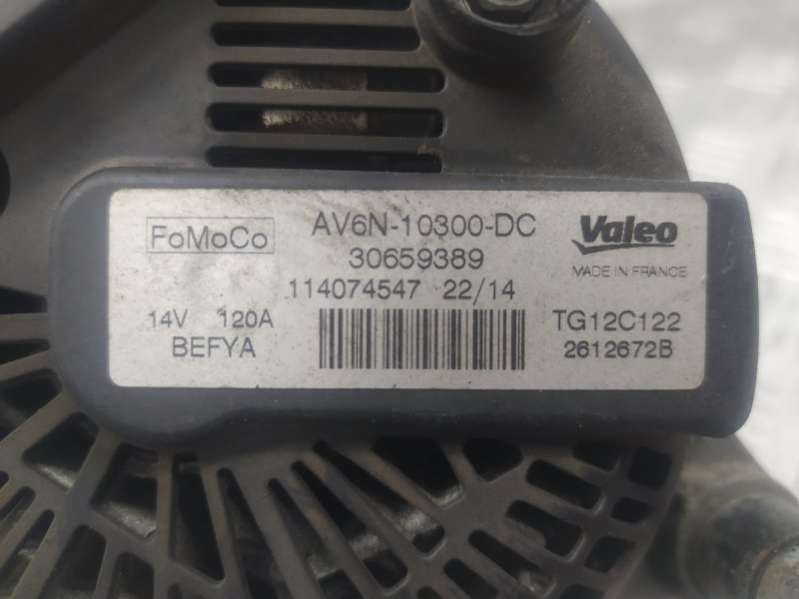 FoMoCo AV6N-10300-DC Valeo
30659389 MADE IN FRANCE
114074547 22/14
14V 120A TG12C122
BEFYA 2612672B